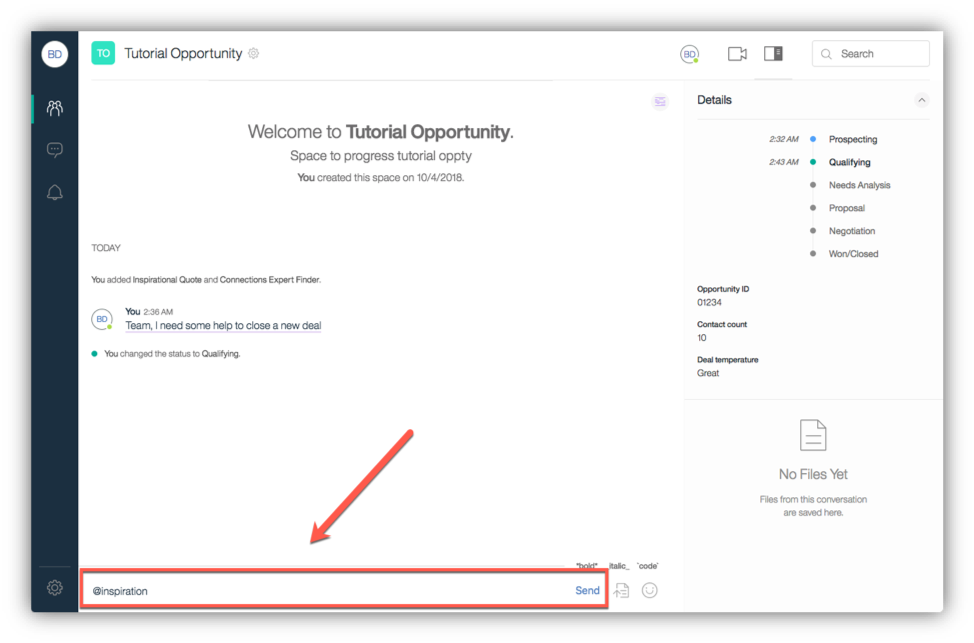 BD
TO Tutorial Opportunity
BD
Search
Welcome to Tutorial Opportunity.
Space to progress tutorial oppty
You created this space on 10/4/2018.
TODAY
You added Inspirational Quote and Connections Expert Finder.
BD
You 2:36 AM
Team, I need some help to close a new deal
You changed the status to Qualifying.
*bold* _italic_ `code`
@inspiration
Send
Details
2:32 AM Prospecting
2:43 AM Qualifying
Needs Analysis
Proposal
Negotiation
Won/Closed
Opportunity ID
01234
Contact count
10
Deal temperature
Great
No Files Yet
Files from this conversation
are saved here.